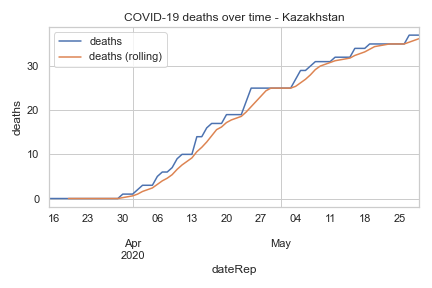 COVID-19 deaths over time - Kazakhstan
deaths
deaths (rolling)
30
20
10
0
deaths
16 23 30 06 13 20 27 04 11 18 25
Apr May
2020
dateRep